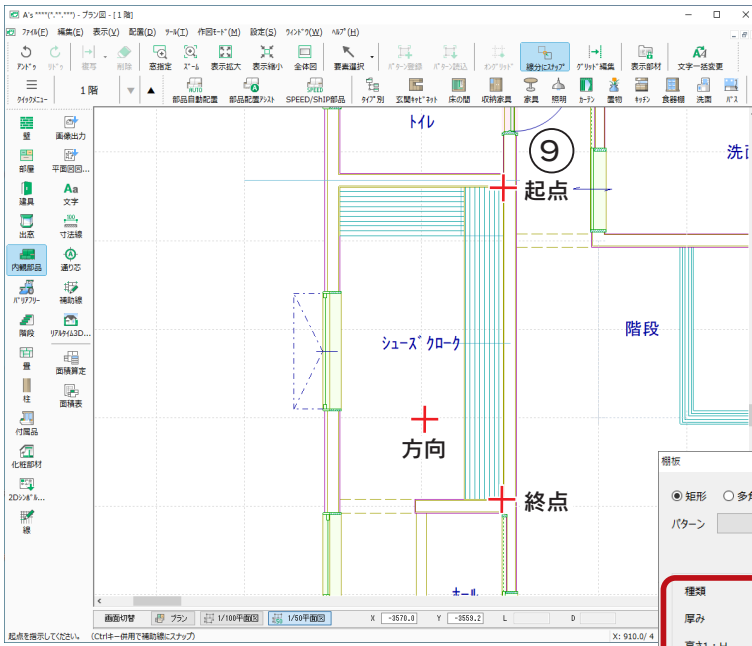 A's ****(*.**.***) - プラン図 - [ 1 階]
ファイル(F) 編集(E) 表示(V) 配置(D) ツール(T) 作図モード(M) 設定(S) ウィンドウ(W) ヘルプ(H)
アンドゥ リドゥ 複写 削除 窓指定 ズーム 表示拡大 表示縮小 全体図 要素選択 パターン登録 パターン読込 オングリッド 線分にスナップ グリッド編集 表示部材 文字一括変更
クイックメニュー 1 階 部品自動配置 部品配置アシスト SPEED/ShIP部品 タイプ別 玄関キャビネット 床の間 収納家具 家具 照明 カーテン 置物 キッチン 食器棚 洗面 バス
壁 画像出力
部屋 平面図図...
建具 文字
出窓 寸法線
内観部品 通り芯
バリアフリー 補助線
階段 リアルタイム3D...
畳 面積算定
柱 面積表
付属品
化粧部材
2Dシンボル...
線
トイレ
⑨
起点
洗面
シューズクローク
階段
方向
終点
ホール
棚板
矩形 多角
パターン
種類
厚み
高さ1：H
画面切替 プラン 1/100平面図 1/50平面図 X -3570.0 Y -3559.2 L D
起点を指示してください。 （Ctrlキー併用で補助線にスナップ） X: 910.0/ 4